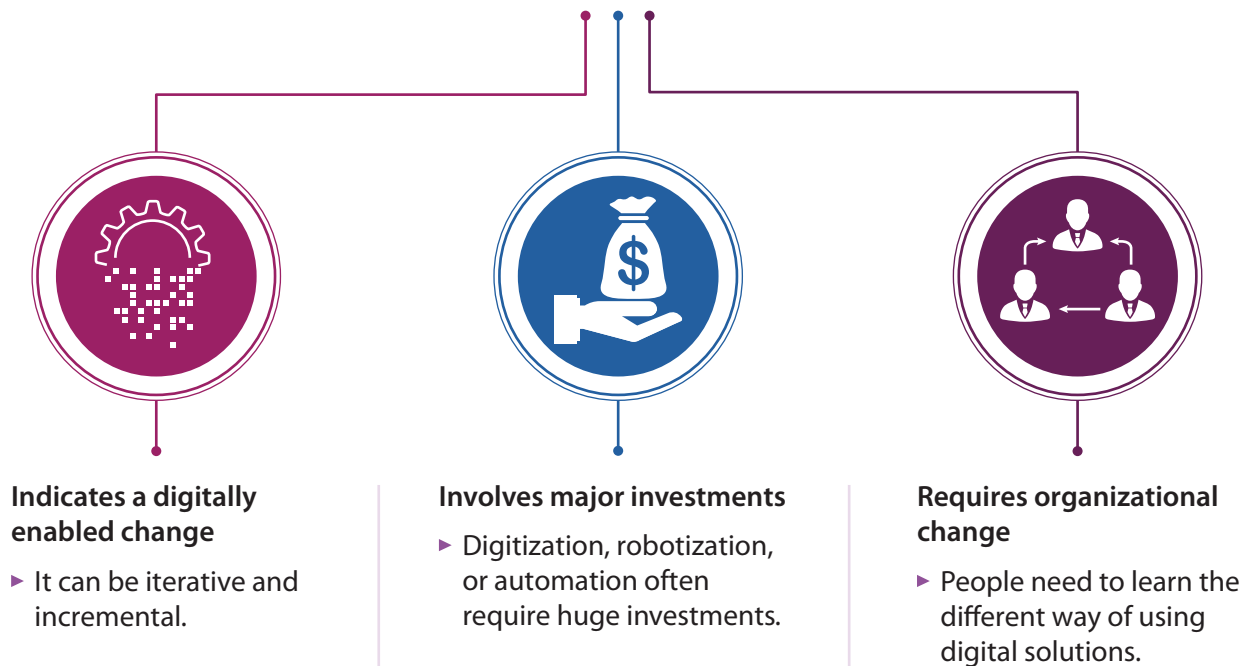 $
Indicates a digitally
enabled change
▶ It can be iterative and
incremental.
Involves major investments
▶ Digitization, robotization,
or automation often
require huge investments.
Requires organizational
change
▶ People need to learn the
different way of using
digital solutions.